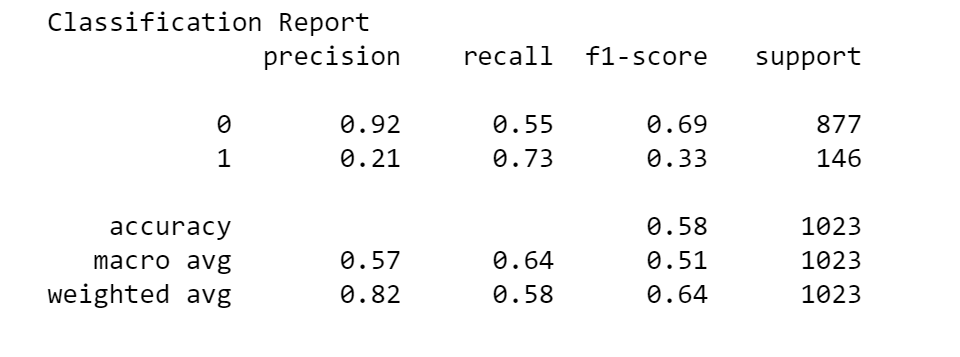 Classification Report
precision recall f1-score support
0 0.92 0.55 0.69 877
1 0.21 0.73 0.33 146
accuracy 0.58 1023
macro avg 0.57 0.64 0.51 1023
weighted avg 0.82 0.58 0.64 1023